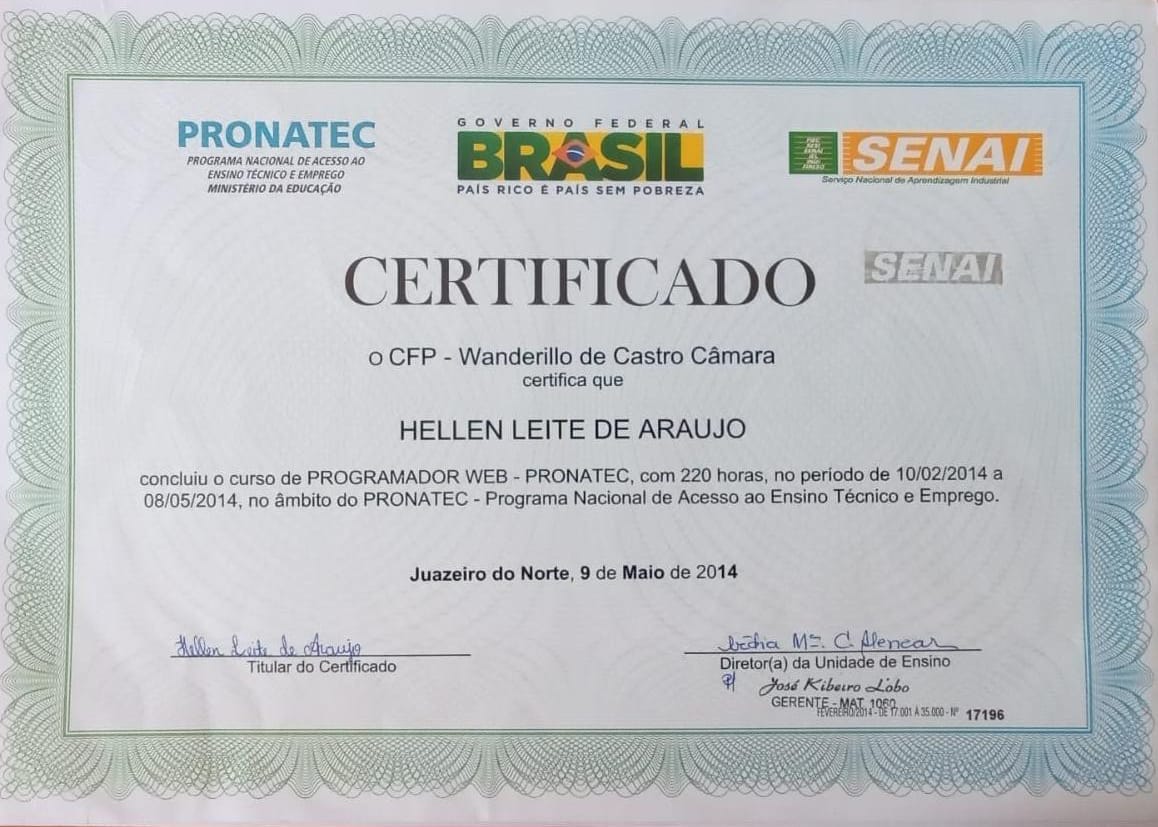 PRONATEC
PROGRAMA NACIONAL DE ACESSO AO
ENSINO TÉCNICO E EMPREGO
MINISTÉRIO DA EDUCAÇÃO
GOVERNO FEDERAL
BRASIL
PAÍS RICO É PAÍS SEM POBREZA
SENAI
Serviço Nacional de Aprendizagem Industrial
CERTIFICADO
SENAI
o CFP - Wanderillo de Castro Câmara
certifica que
HELLEN LEITE DE ARAUJO
concluiu o curso de PROGRAMADOR WEB - PRONATEC, com 220 horas, no período de 10/02/2014 a
08/05/2014, no âmbito do PRONATEC - Programa Nacional de Acesso ao Ensino Técnico e Emprego.
Juazeiro do Norte, 9 de Maio de 2014
Hellen Leite de Araujo
Titular do Certificado
Mª. C. Alencar
Diretor(a) da Unidade de Ensino
P/
José Ribeiro Lobo
GERENTE - MAT. 1060
FEVEREIRO/2014 - DE 17.001 À 35.000 - Nº 17196